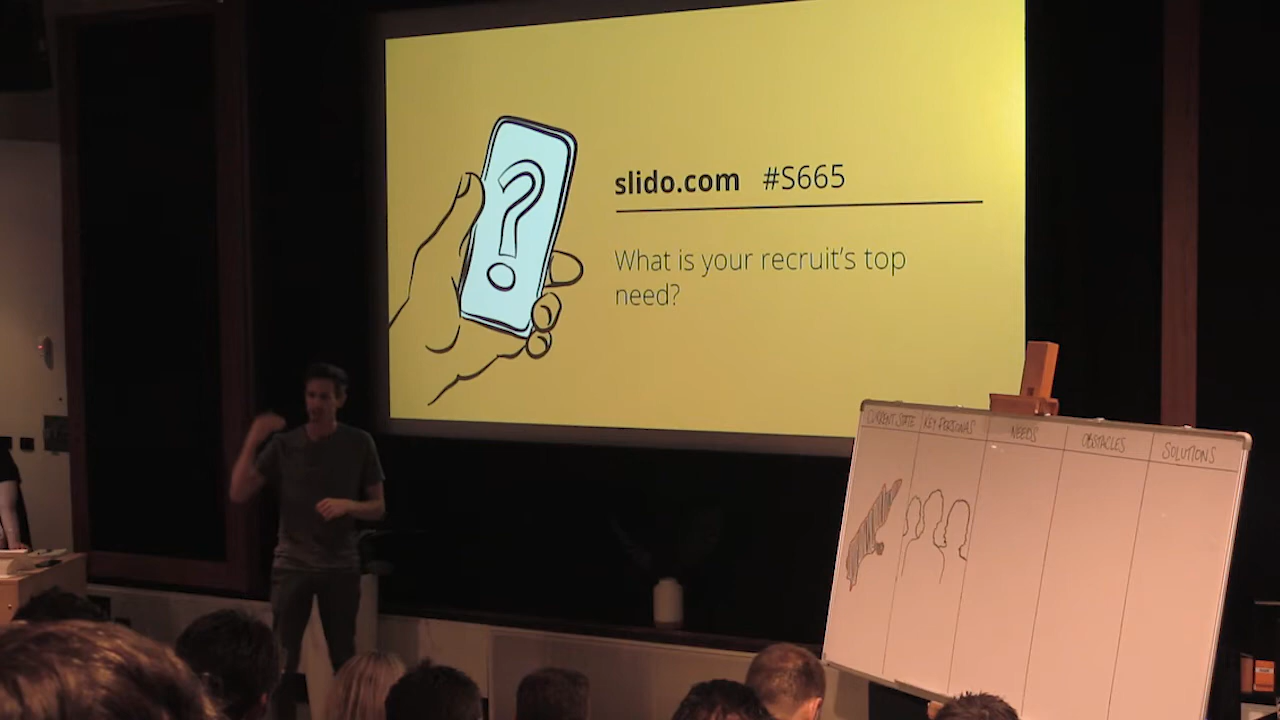 slido.com #S665
What is your recruit's top
need?
CURRENT STATE KEY PERSONAS NEEDS OBSTACLES SOLUTIONS